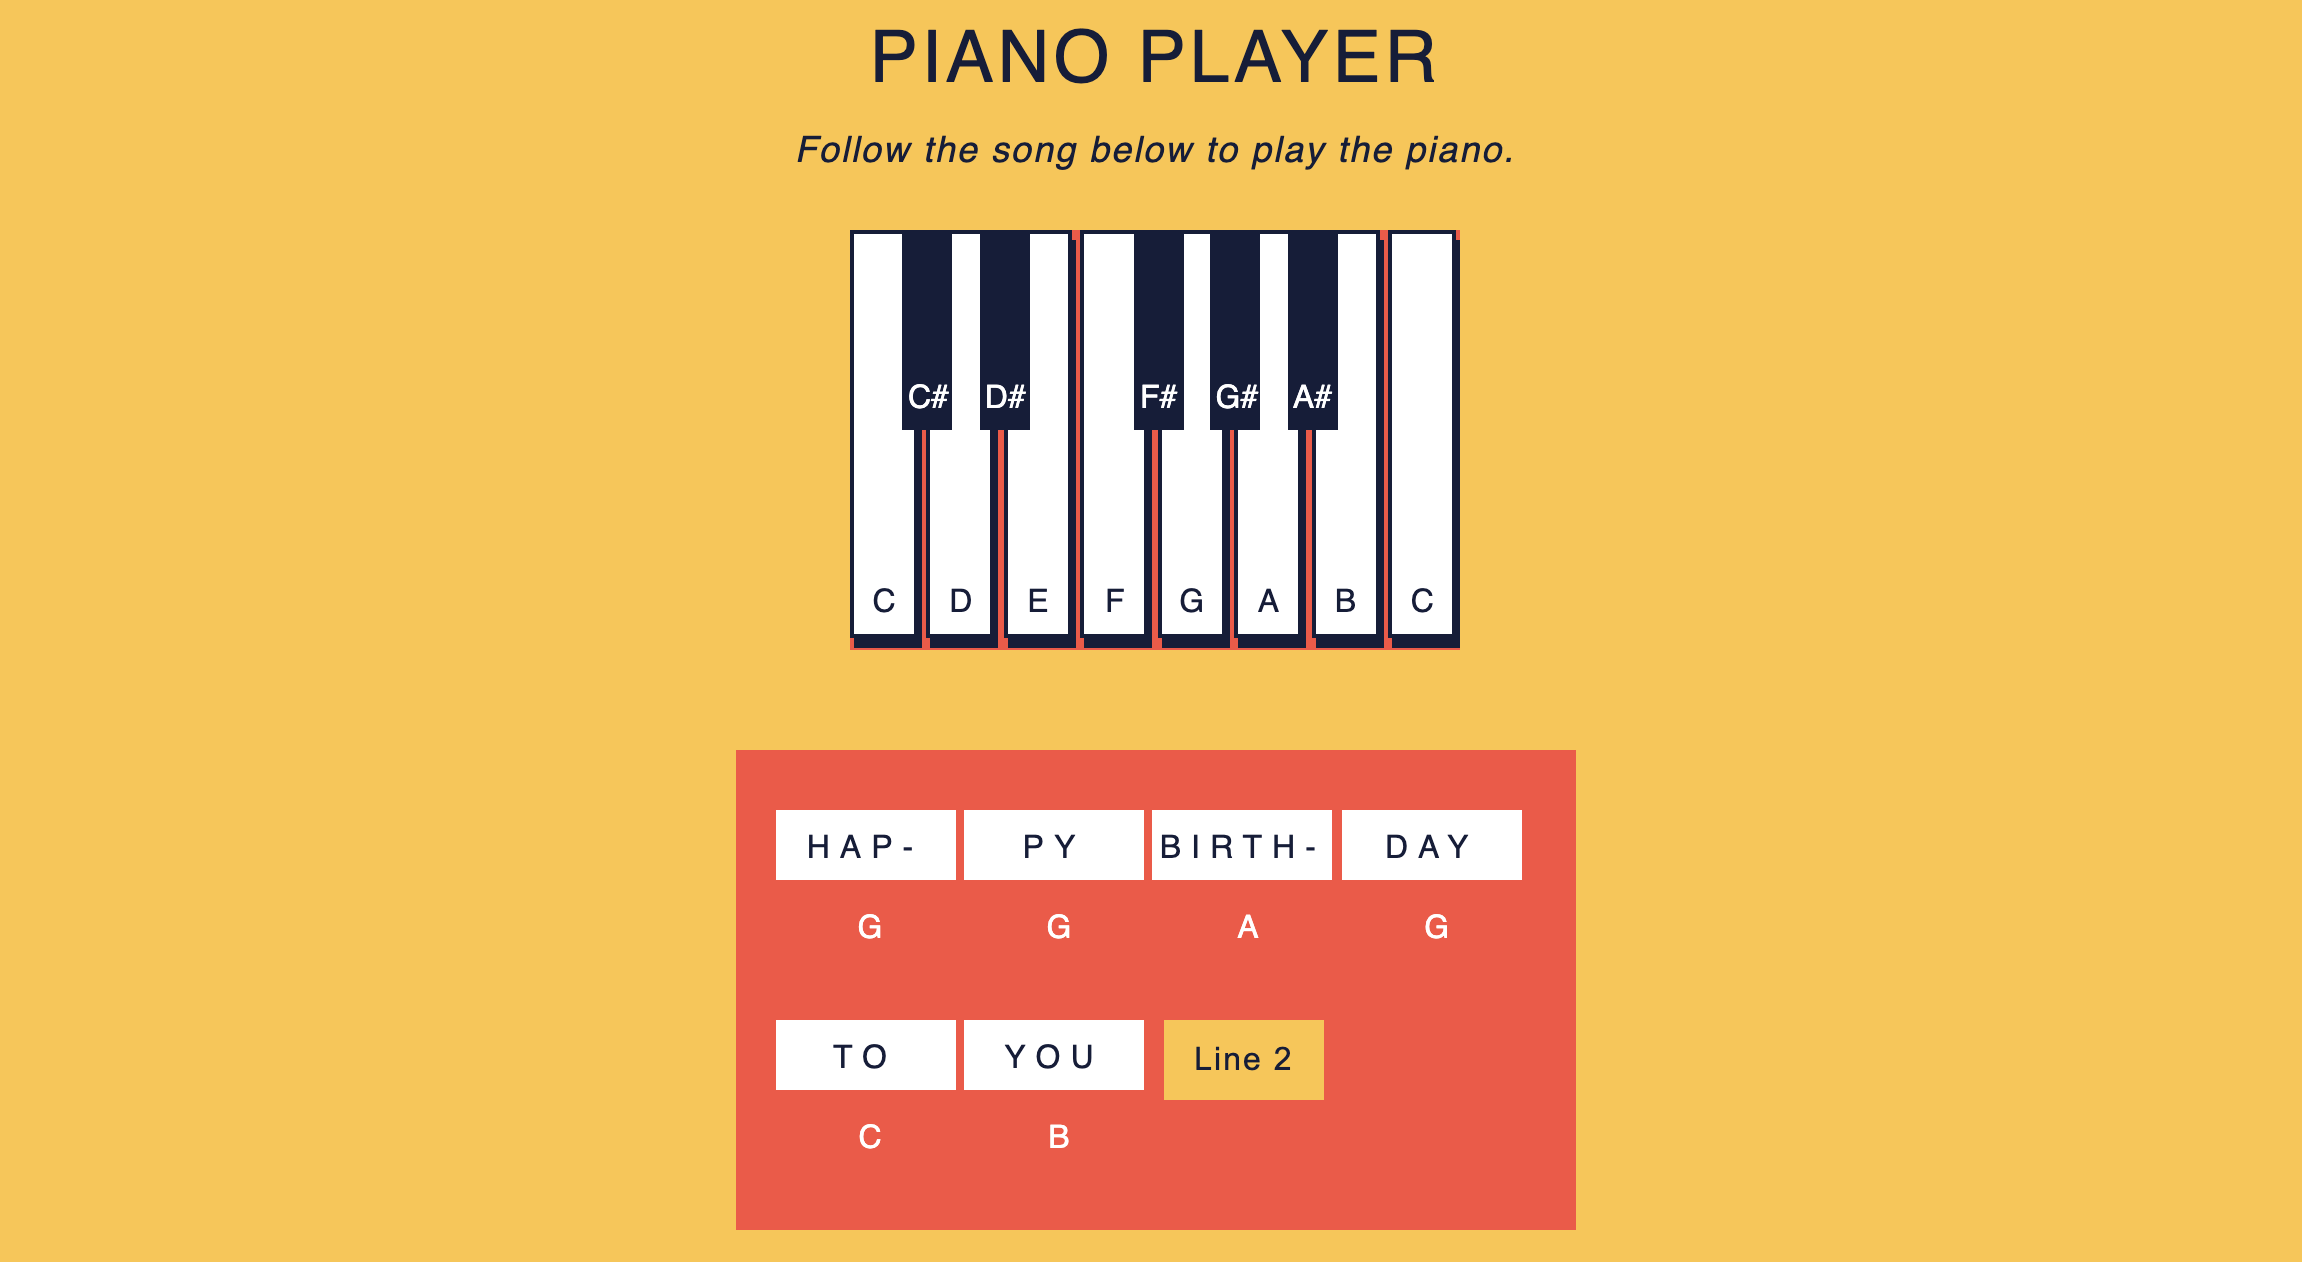 PIANO PLAYER
Follow the song below to play the piano.
C# D# F# G# A#
C D E F G A B C
HAP- PY BIRTH- DAY
G G A G
TO YOU Line 2
C B